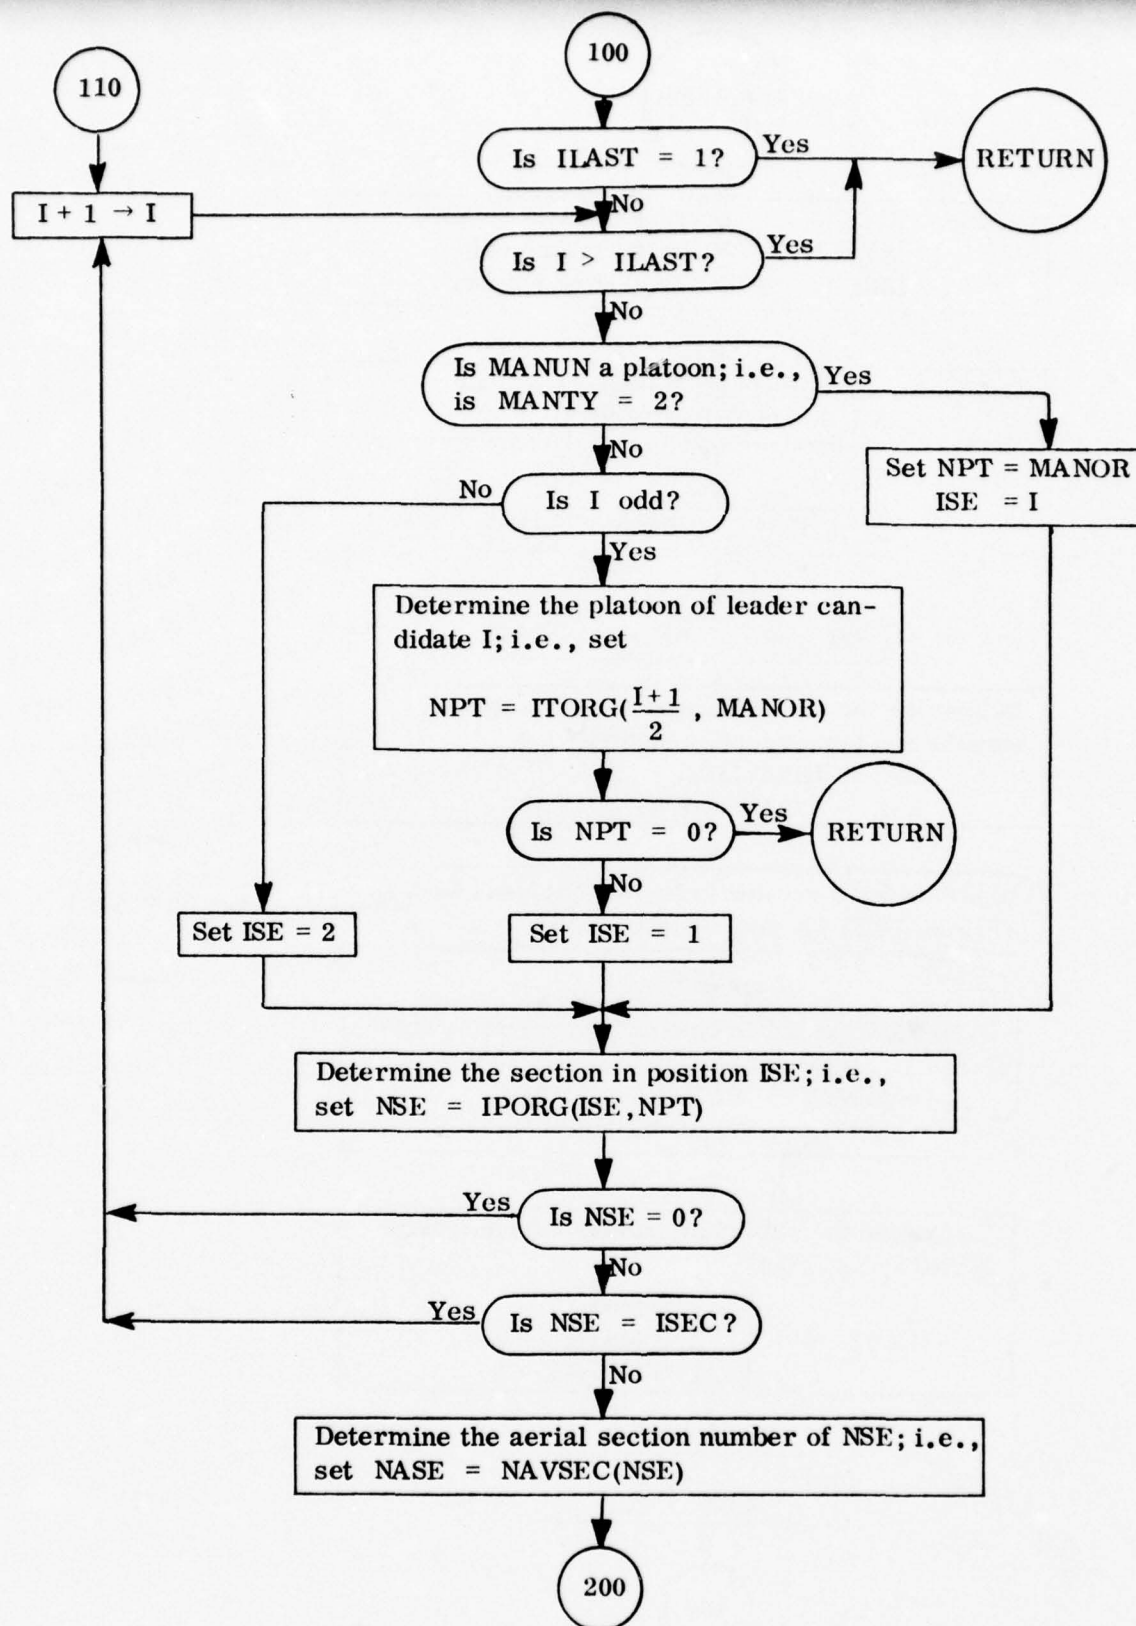 100
110
Is ILAST = 1?
Yes
RETURN
No
I + 1 → I
Is I > ILAST?
Yes
No
Is MANUN a platoon; i.e.,
is MANTY = 2?
Yes
No
Set NPT = MANOR
ISE = I
Is I odd?
No
Yes
Determine the platoon of leader can-
didate I; i.e., set
NPT = ITORG(I + 1
2 , MANOR)
Is NPT = 0?
Yes
RETURN
No
Set ISE = 2
Set ISE = 1
Determine the section in position ISE; i.e.,
set NSE = IPORG(ISE,NPT)
Yes
Is NSE = 0?
No
Yes
Is NSE = ISEC?
No
Determine the aerial section number of NSE; i.e.,
set NASE = NAVSEC(NSE)
200